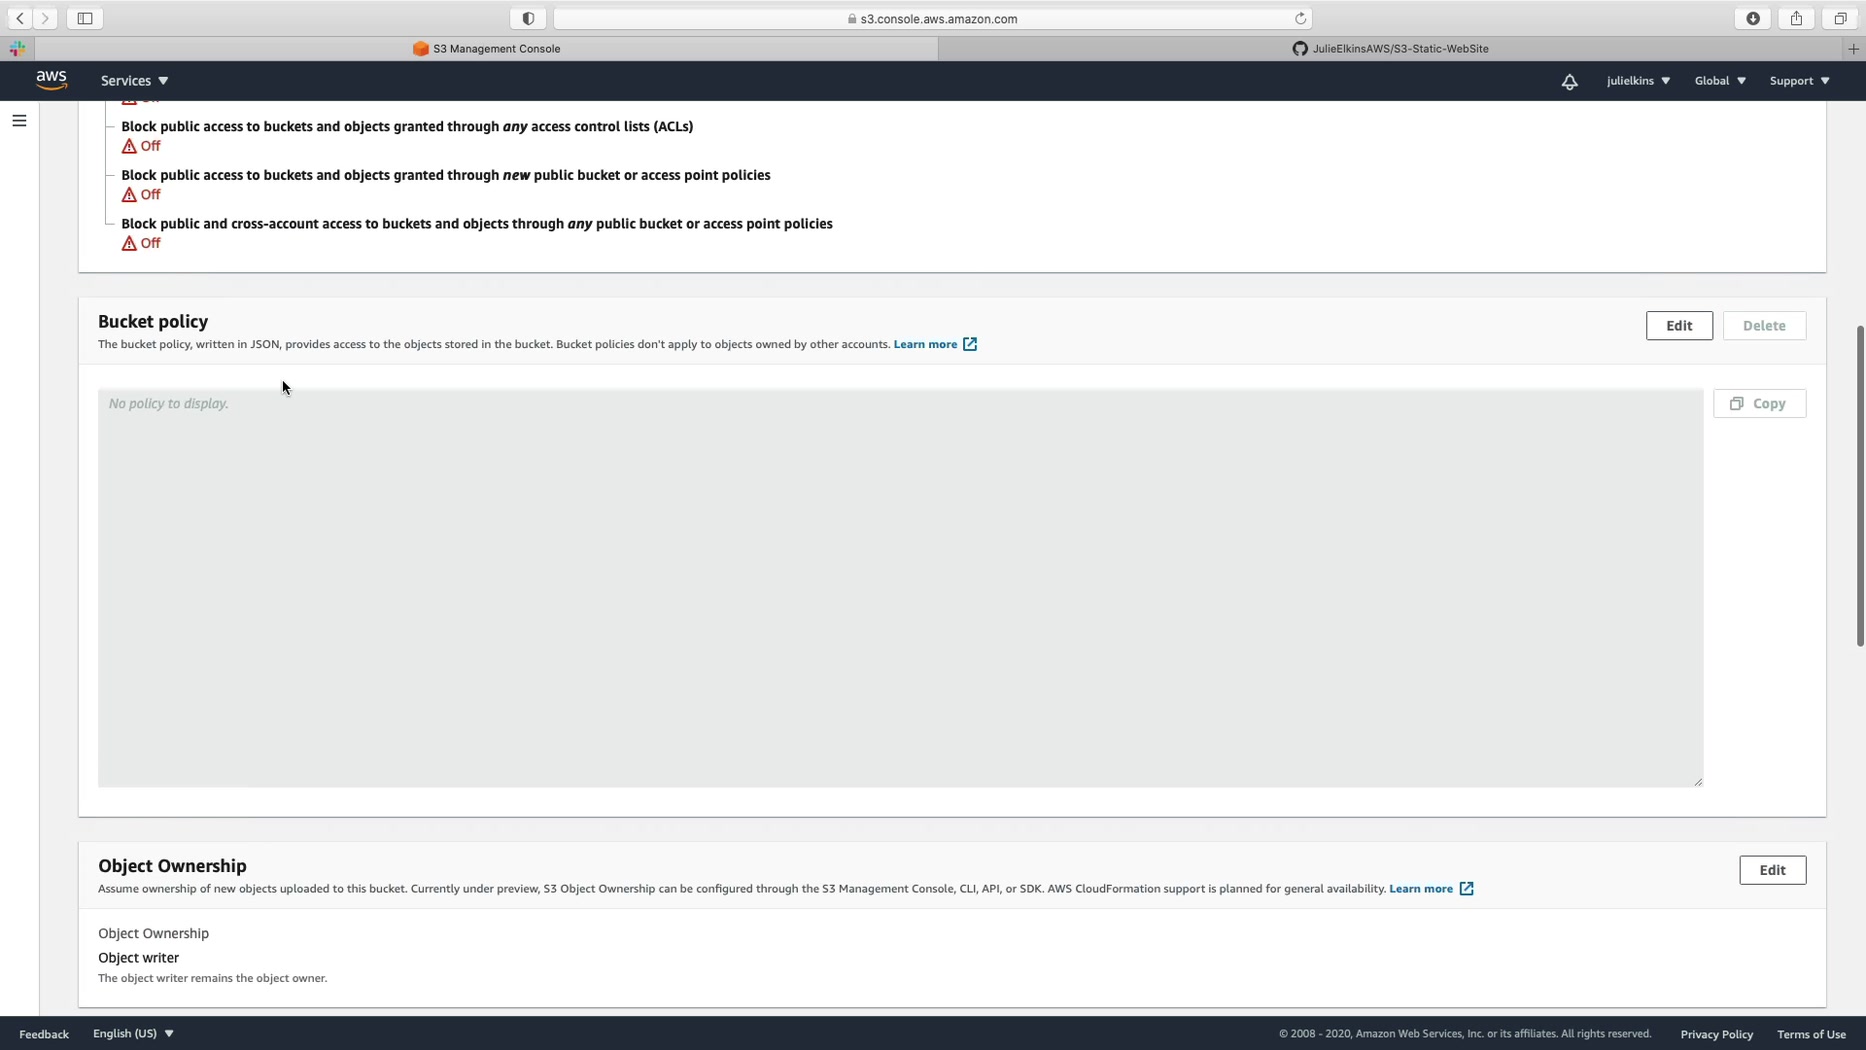 s3.console.aws.amazon.com
S3 Management Console
JulieElkinsAWS/S3-Static-WebSite
aws
Services
julielkins
Global
Support
Block public access to buckets and objects granted through any access control lists (ACLs)
Off
Block public access to buckets and objects granted through new public bucket or access point policies
Off
Block public and cross-account access to buckets and objects through any public bucket or access point policies
Off
Bucket policy
Edit
Delete
The bucket policy, written in JSON, provides access to the objects stored in the bucket. Bucket policies don't apply to objects owned by other accounts. Learn more
No policy to display.
Copy
Object Ownership
Edit
Assume ownership of new objects uploaded to this bucket. Currently under preview, S3 Object Ownership can be configured through the S3 Management Console, CLI, API, or SDK. AWS CloudFormation support is planned for general availability. Learn more
Object Ownership
Object writer
The object writer remains the object owner.
Feedback
English (US)
© 2008 - 2020, Amazon Web Services, Inc. or its affiliates. All rights reserved.
Privacy Policy
Terms of Use